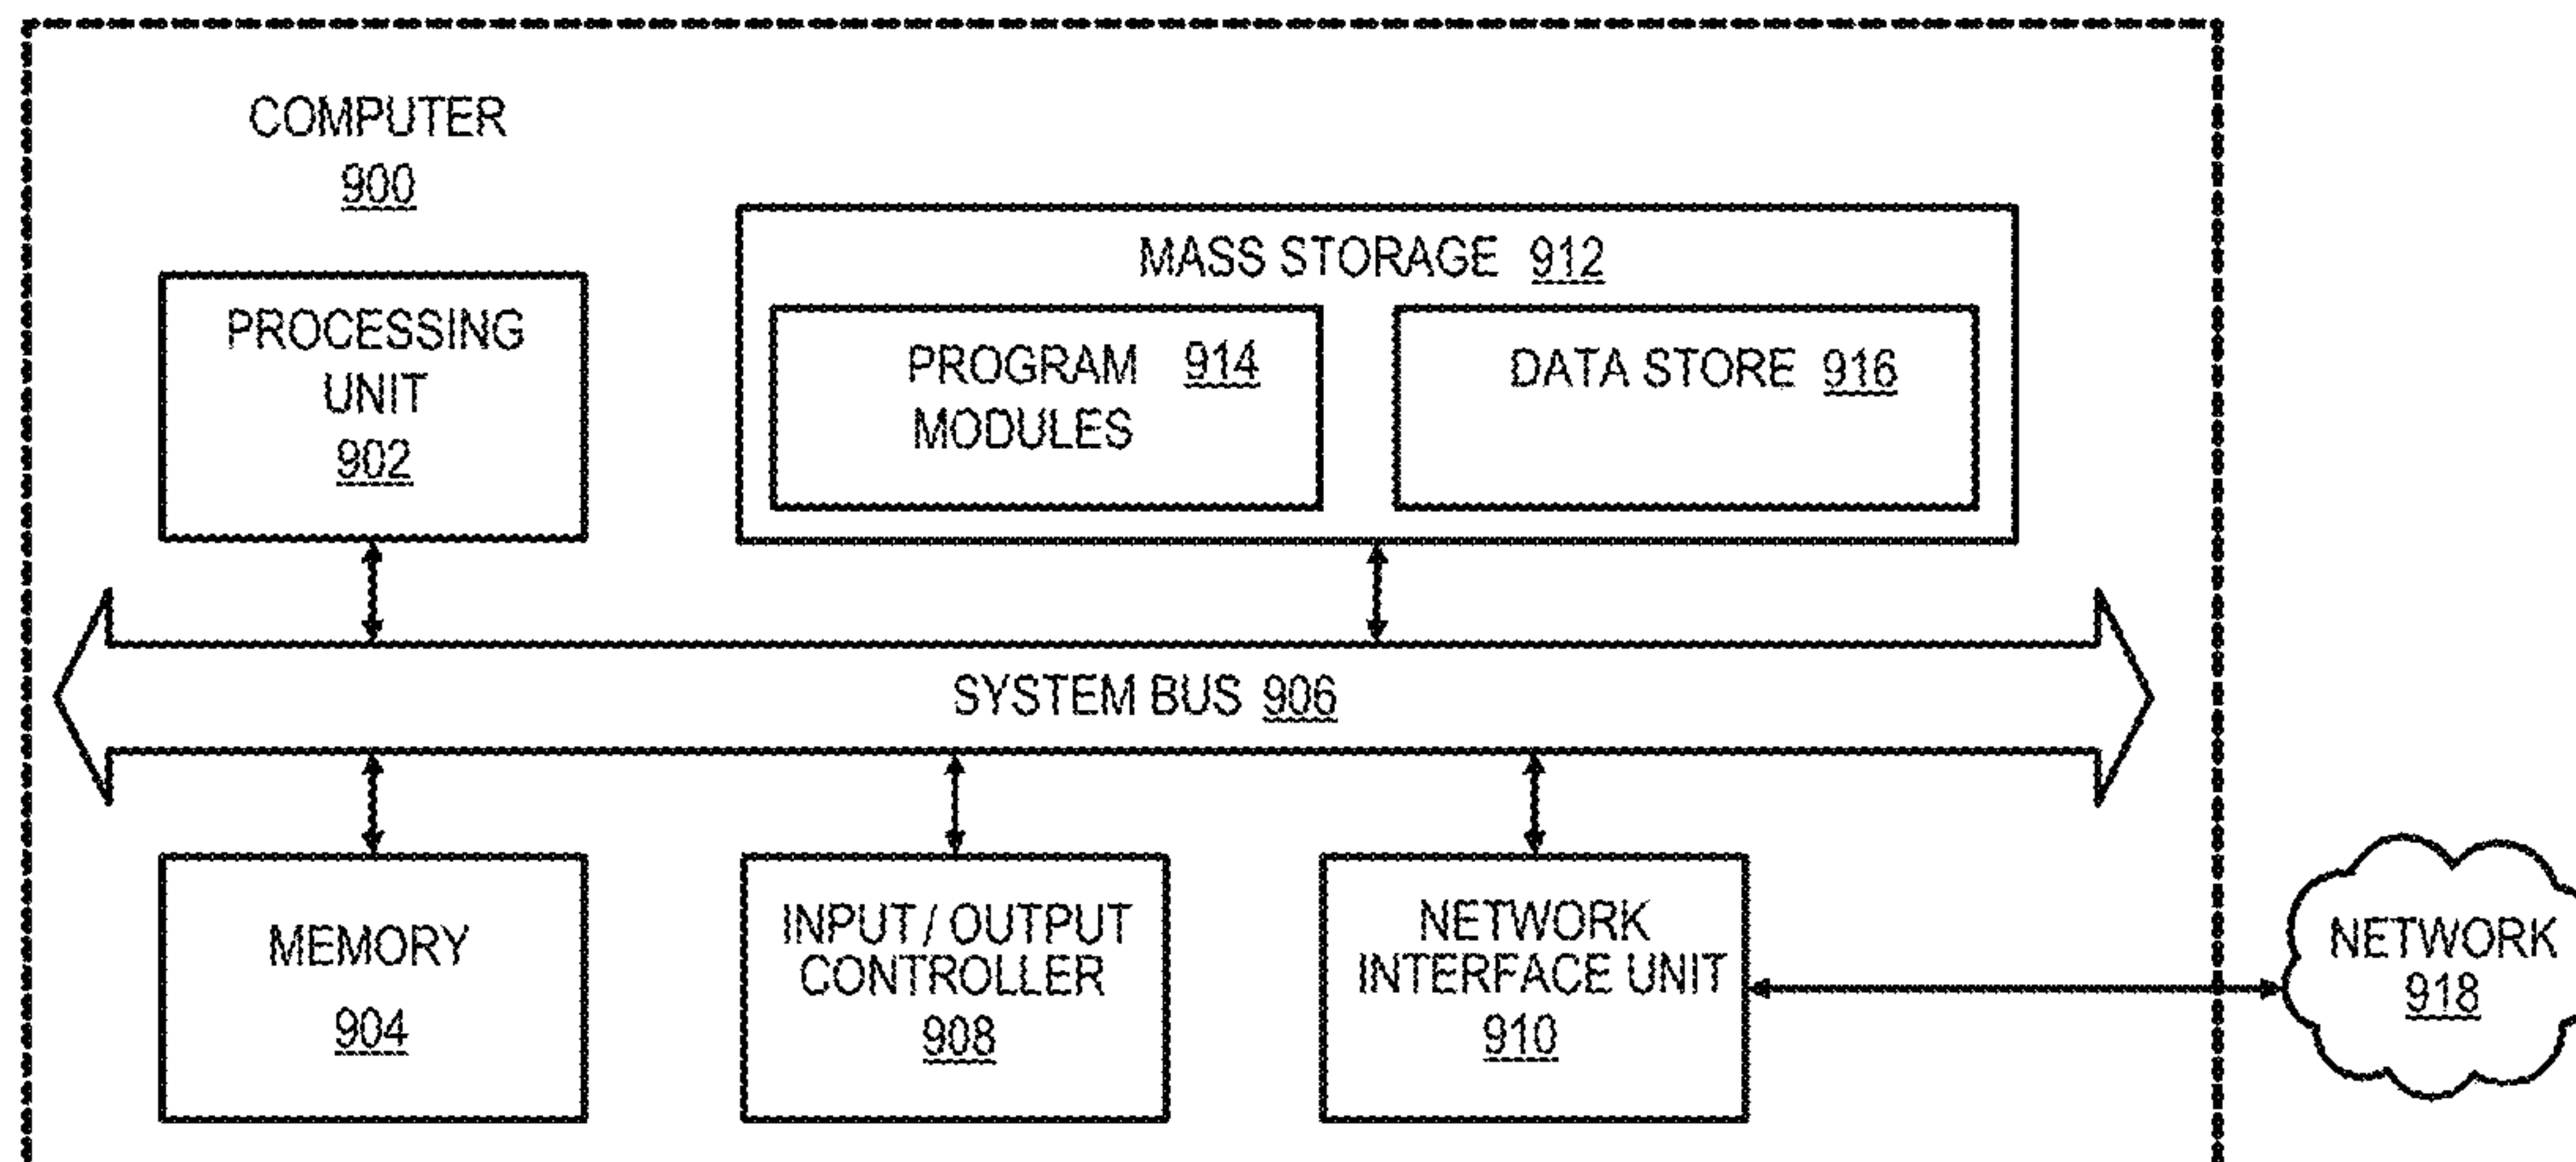 COMPUTER
900
PROCESSING
UNIT
902
MASS STORAGE 912
PROGRAM 914
MODULES
DATA STORE 916
SYSTEM BUS 906
MEMORY
904
INPUT / OUTPUT
CONTROLLER
908
NETWORK
INTERFACE UNIT
910
NETWORK
918